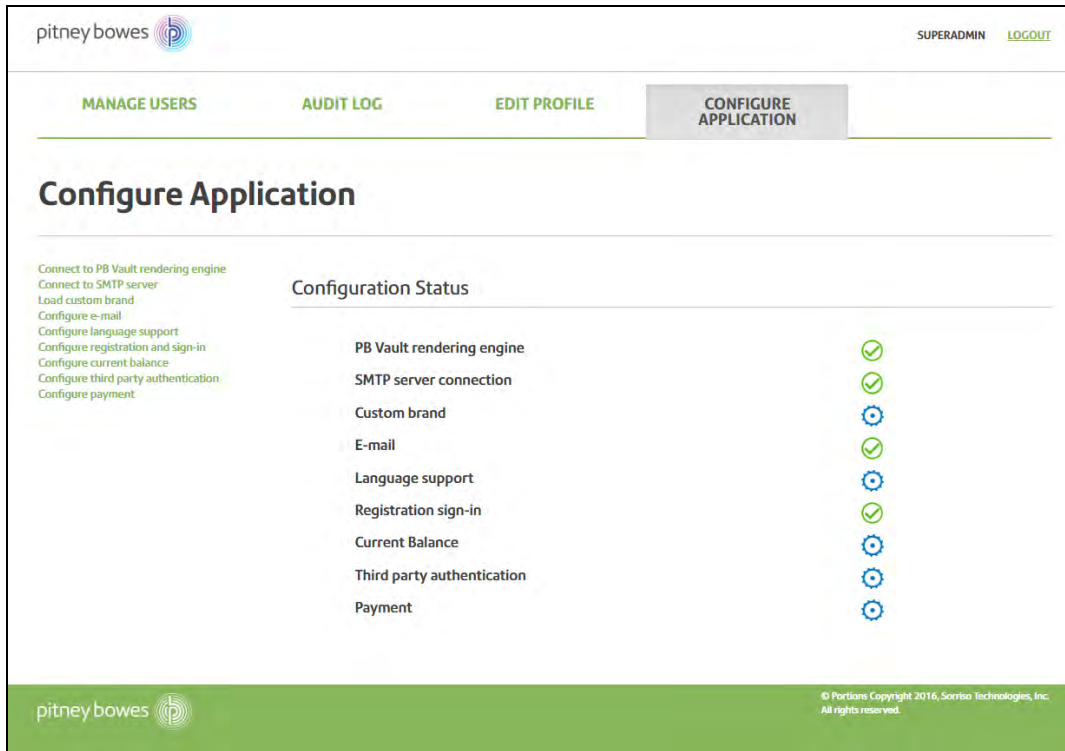 pitney bowes
SUPERADMIN LOGOUT
MANAGE USERS
AUDIT LOG
EDIT PROFILE
CONFIGURE
APPLICATION
Configure Application
Connect to PB Vault rendering engine
Connect to SMTP server
Load custom brand
Configure e-mail
Configure language support
Configure registration and sign-in
Configure current balance
Configure third party authentication
Configure payment
Configuration Status
PB Vault rendering engine
SMTP server connection
Custom brand
E-mail
Language support
Registration sign-in
Current Balance
Third party authentication
Payment
pitney bowes
© Portions Copyright 2016, Sorriso Technologies, Inc.
All rights reserved.